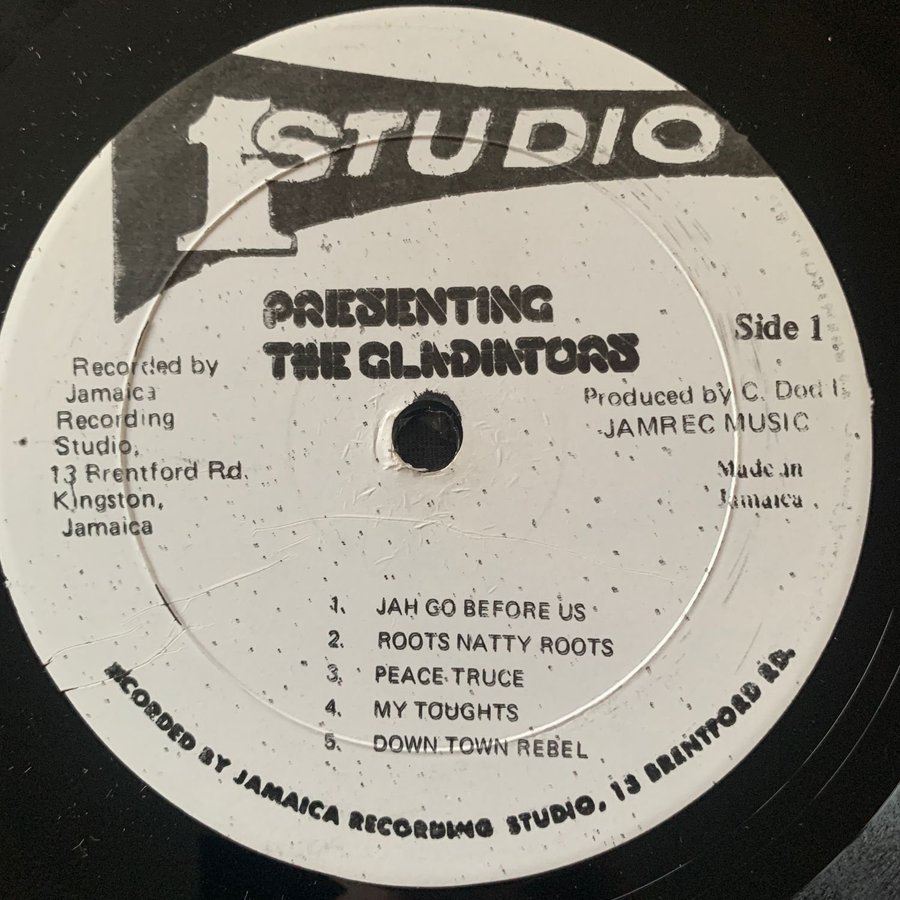 1 STUDIO
PRESENTING
THE GLADIATORS
Side 1
Recorded by
Jamaica
Recording
Studio,
13 Brentford Rd.
Kingston,
Jamaica
Produced by C. Dod
JAMREC MUSIC
Made in
Jamaica
1. JAH GO BEFORE US
2. ROOTS NATTY ROOTS
3. PEACE TRUCE
4. MY TOUGHTS
5. DOWN TOWN REBEL
RECORDED BY JAMAICA RECORDING STUDIO, 13 BRENTFORD RD.